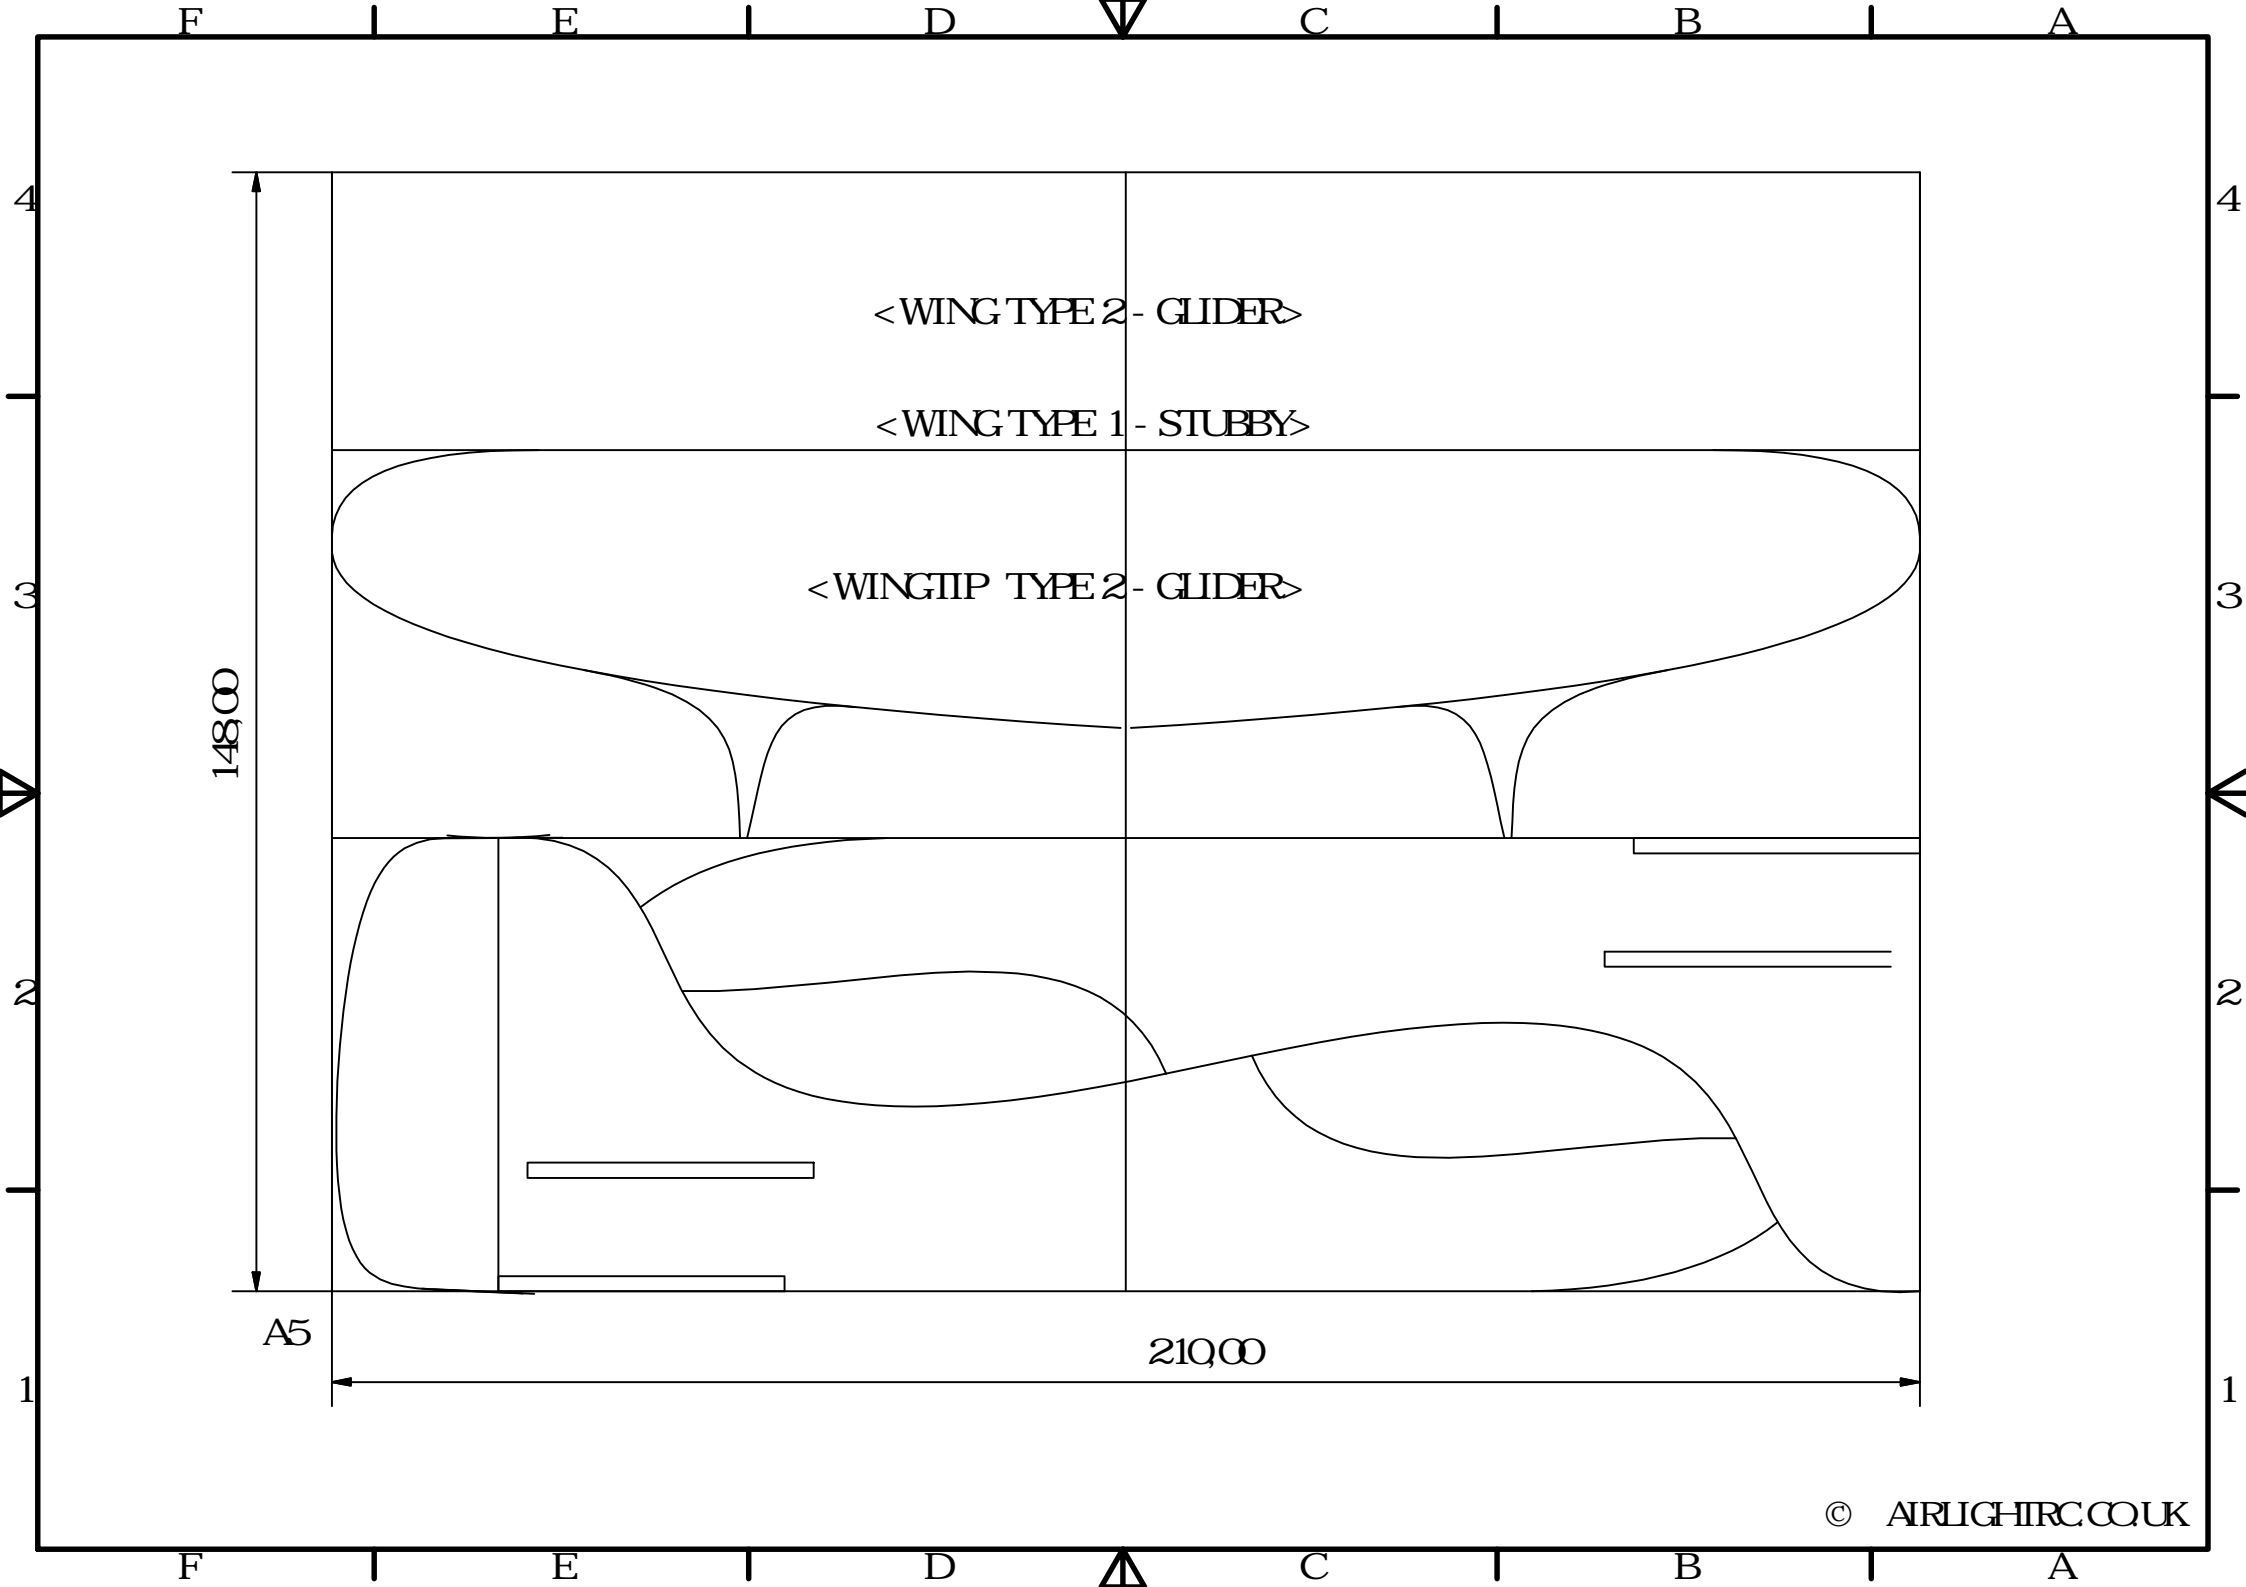 F E D C B A
4 4
<WING TYPE 2 - GLIDER>
<WING TYPE 1 - STUBBY>
3 3
<WINGTIP TYPE 2 - GLIDER>
148,00
2 2
A5
210,00
1 1
© AIRLIGHTRC.CO.UK
F E D C B A